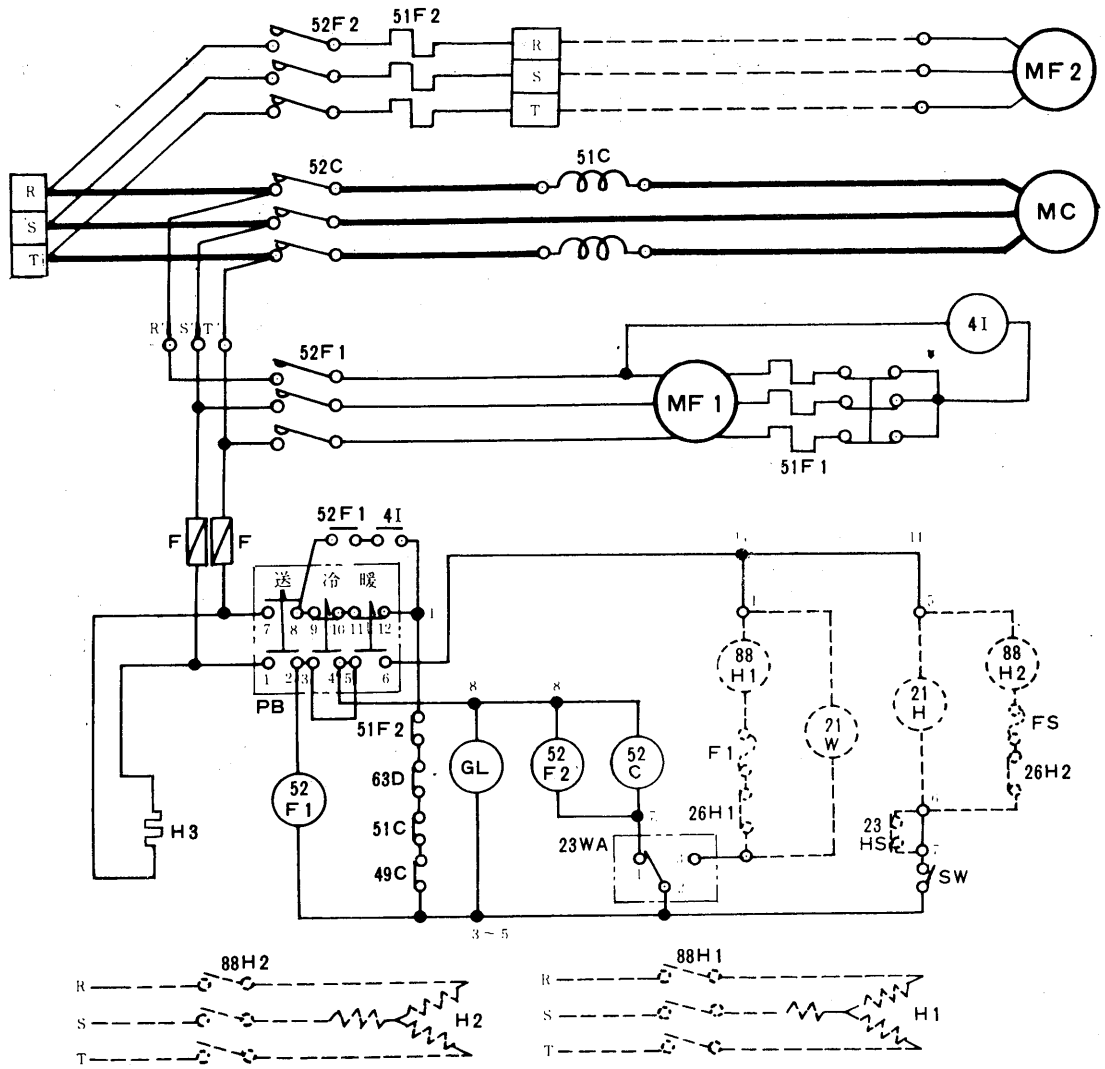 52F2
51F2
R
S
T
MF2
52C
51C
R
S
T
MC
R S T
52F1
4I
MF1
51F1
F
F
52F1
4I
送 冷 暖
7 8 9 10 11 12
1
1 2 3 4 5 6
PB
11
1
5
88
H1
88
H2
21
H
21
W
F1
FS
26H1
26H2
8
8
51F2
63D
51C
49C
GL
52
F2
52
C
52
F1
H3
7
23WA
1
3
2
6
23
HS
7
SW
3~5
88H2
R
S
T
H2
88H1
R
S
T
H1